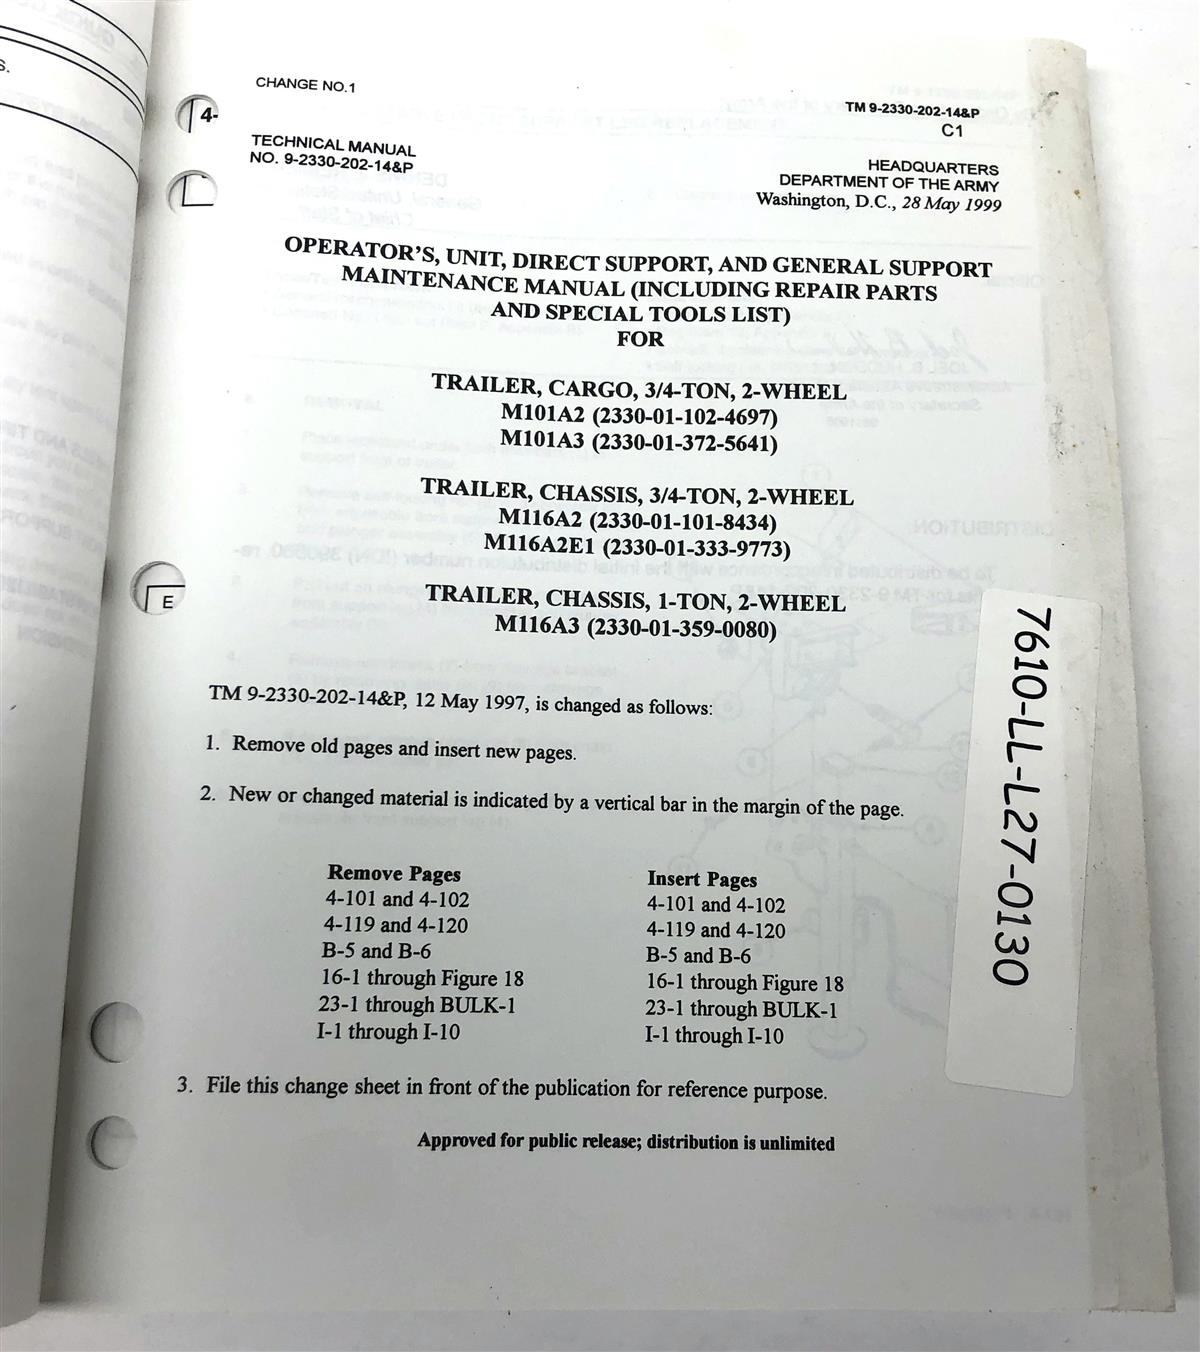 CHANGE NO.1
TM 9-2330-202-14&P
C1
4-
TECHNICAL MANUAL
NO. 9-2330-202-14&P
HEADQUARTERS
DEPARTMENT OF THE ARMY
Washington, D.C., 28 May 1999
OPERATOR'S, UNIT, DIRECT SUPPORT, AND GENERAL SUPPORT
MAINTENANCE MANUAL (INCLUDING REPAIR PARTS
AND SPECIAL TOOLS LIST)
FOR
TRAILER, CARGO, 3/4-TON, 2-WHEEL
M101A2 (2330-01-102-4697)
M101A3 (2330-01-372-5641)
TRAILER, CHASSIS, 3/4-TON, 2-WHEEL
M116A2 (2330-01-101-8434)
M116A2E1 (2330-01-333-9773)
E
TRAILER, CHASSIS, 1-TON, 2-WHEEL
M116A3 (2330-01-359-0080)
TM 9-2330-202-14&P, 12 May 1997, is changed as follows:
1. Remove old pages and insert new pages.
2. New or changed material is indicated by a vertical bar in the margin of the page.
Remove Pages
4-101 and 4-102
4-119 and 4-120
B-5 and B-6
16-1 through Figure 18
23-1 through BULK-1
I-1 through I-10
Insert Pages
4-101 and 4-102
4-119 and 4-120
B-5 and B-6
16-1 through Figure 18
23-1 through BULK-1
I-1 through I-10
3. File this change sheet in front of the publication for reference purpose.
Approved for public release; distribution is unlimited
7610-LL-L27-0130